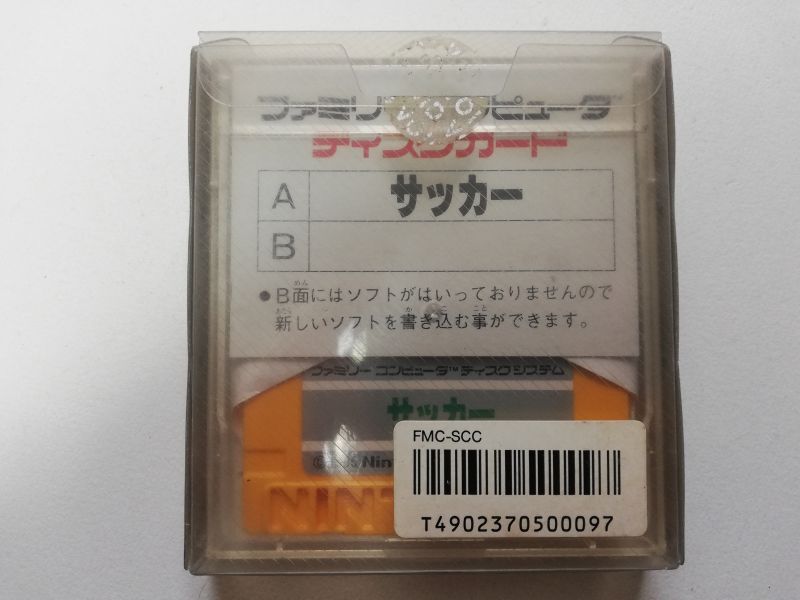 ファミリーコンピュータ
ディスクカード
A サッカー
B
●B面にはソフトがはいっておりませんので
新しいソフトを書き込む事ができます。
ファミリー コンピュータ™ ディスクシステム
サッカー
FMC-SCC
T4902370500097